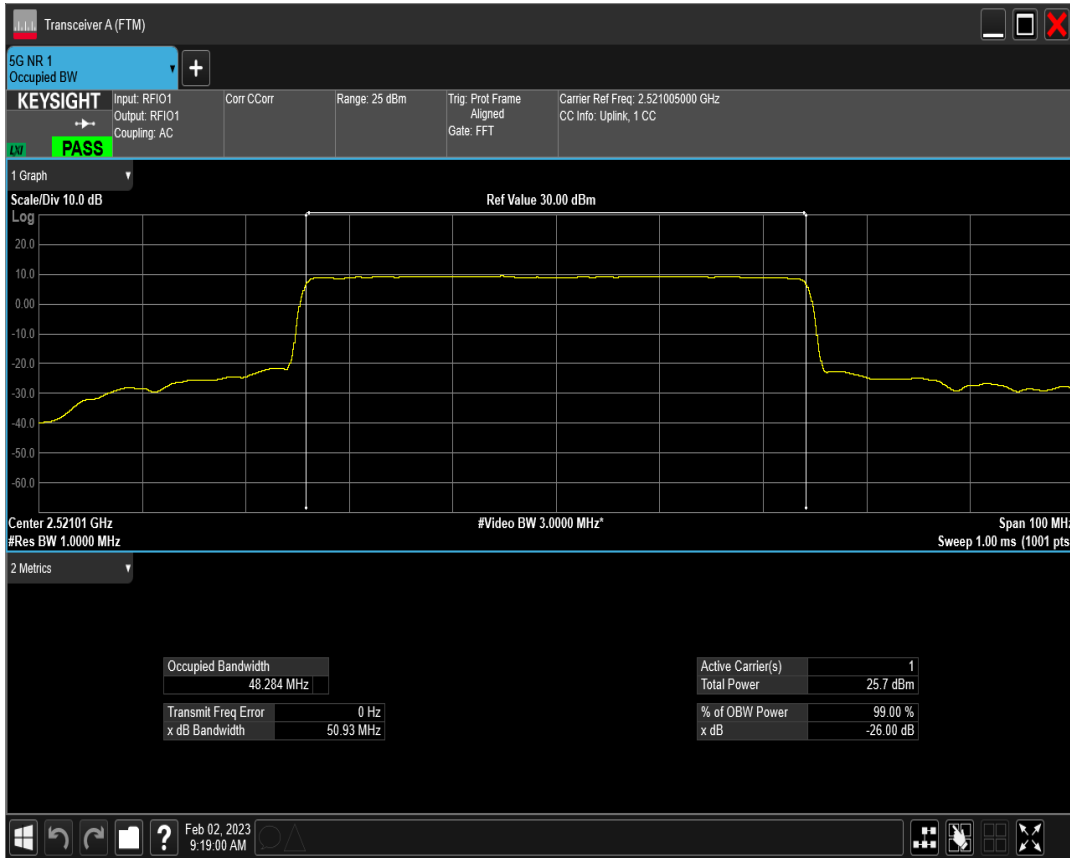 Transceiver A (FTM)
5G NR 1
Occupied BW
+
KEYSIGHT
LXI
PASS
Input: RFIO1
Output: RFIO1
Coupling: AC
Corr CCorr
Range: 25 dBm
Trig: Prot Frame
Aligned
Gate: FFT
Carrier Ref Freq: 2.521005000 GHz
CC Info: Uplink, 1 CC
1 Graph
Scale/Div 10.0 dB
Ref Value 30.00 dBm
Log
20.0
10.0
0.00
-10.0
-20.0
-30.0
-40.0
-50.0
-60.0
Center 2.52101 GHz
#Video BW 3.0000 MHz*
Span 100 MHz
#Res BW 1.0000 MHz
Sweep 1.00 ms (1001 pts
2 Metrics
Occupied Bandwidth
48.284 MHz
Transmit Freq Error 0 Hz
x dB Bandwidth 50.93 MHz
Active Carrier(s) 1
Total Power 25.7 dBm
% of OBW Power 99.00 %
x dB -26.00 dB
?
Feb 02, 2023
9:19:00 AM